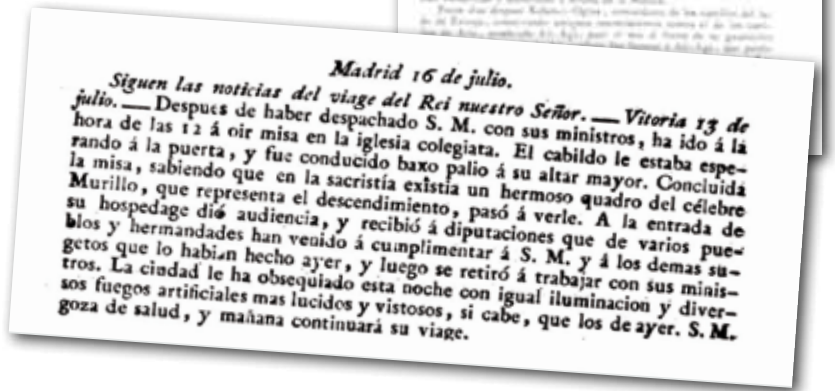 Madrid 16 de julio.
Siguen las noticias del viage del Rei nuestro Señor. — Vitoria 13 de
julio. — Despues de haber despachado S. M. con sus ministros, ha ido á la
hora de las 12 á oir misa en la iglesia colegiata. El cabildo le estaba espe-
rando á la puerta, y fue conducido baxo palio á su altar mayor. Concluida
la misa, sabiendo que en la sacristía existia un hermoso quadro del célebre
Murillo, que representa el descendimiento, pasó á verle. A la entrada de
su hospedage dió audiencia, y recibió á diputaciones que de varios pue-
blos y hermandades han venido á cumplimentar á S. M. y á los demas su-
getos que lo habian hecho ayer, y luego se retiró á trabajar con sus minis-
tros. La ciudad le ha obsequiado esta noche con igual iluminacion y diver-
sos fuegos artificiales mas lucidos y vistosos, si cabe, que los de ayer. S. M.
goza de salud, y mañana continuará su viage.